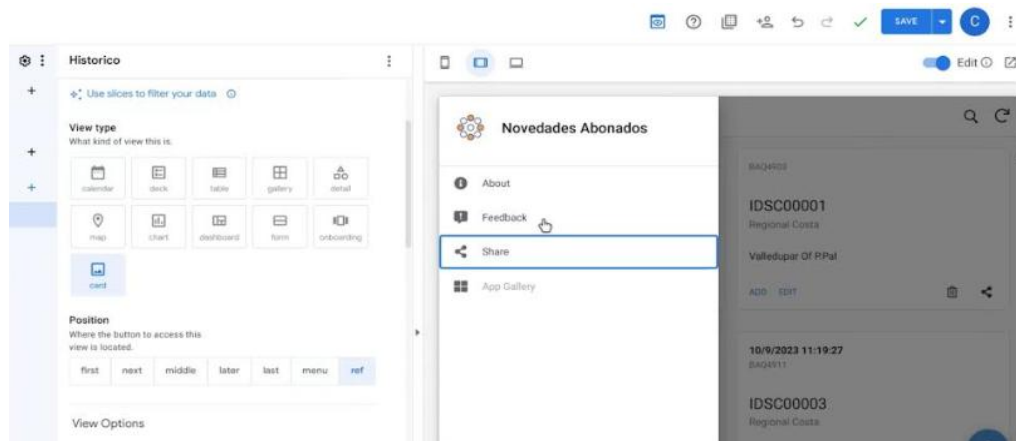 SAVE
C
Historico
Edit
Use slices to filter your data
View type
What kind of view this is.
calendar
deck
table
gallery
detail
map
chart
dashboard
form
onboarding
card
Position
Where the button to access this
view is located.
first
next
middle
later
last
menu
ref
View Options
Novedades Abonados
About
Feedback
Share
App Gallery
BAQ4903
IDSC00001
Regional Costa
Valledupar Of P.Pal
ADD
EDIT
10/9/2023 11:19:27
BAQ4911
IDSC00003
Regional Costa